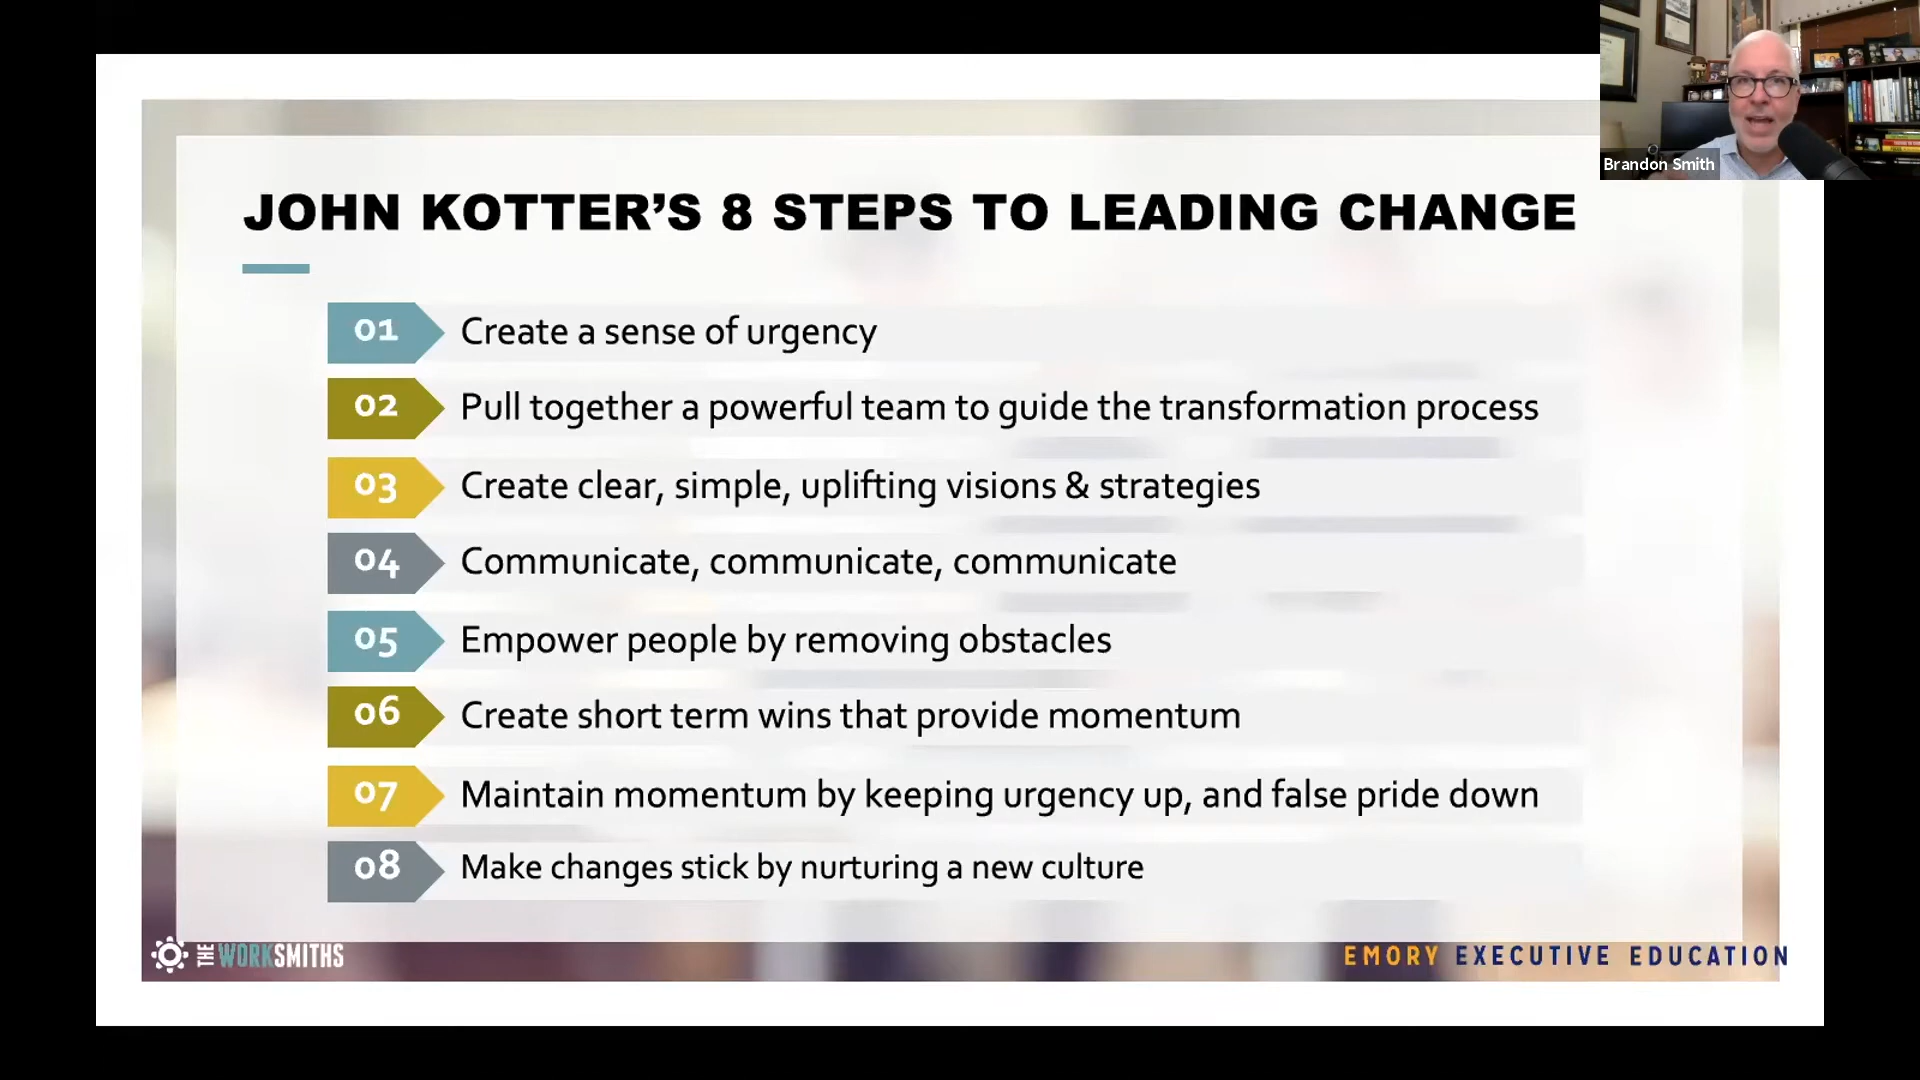 Brandon Smith
JOHN KOTTER'S 8 STEPS TO LEADING CHANGE
01 Create a sense of urgency
02 Pull together a powerful team to guide the transformation process
03 Create clear, simple, uplifting visions & strategies
04 Communicate, communicate, communicate
05 Empower people by removing obstacles
06 Create short term wins that provide momentum
07 Maintain momentum by keeping urgency up, and false pride down
08 Make changes stick by nurturing a new culture
THE WORKSMITHS
EMORY EXECUTIVE EDUCATION